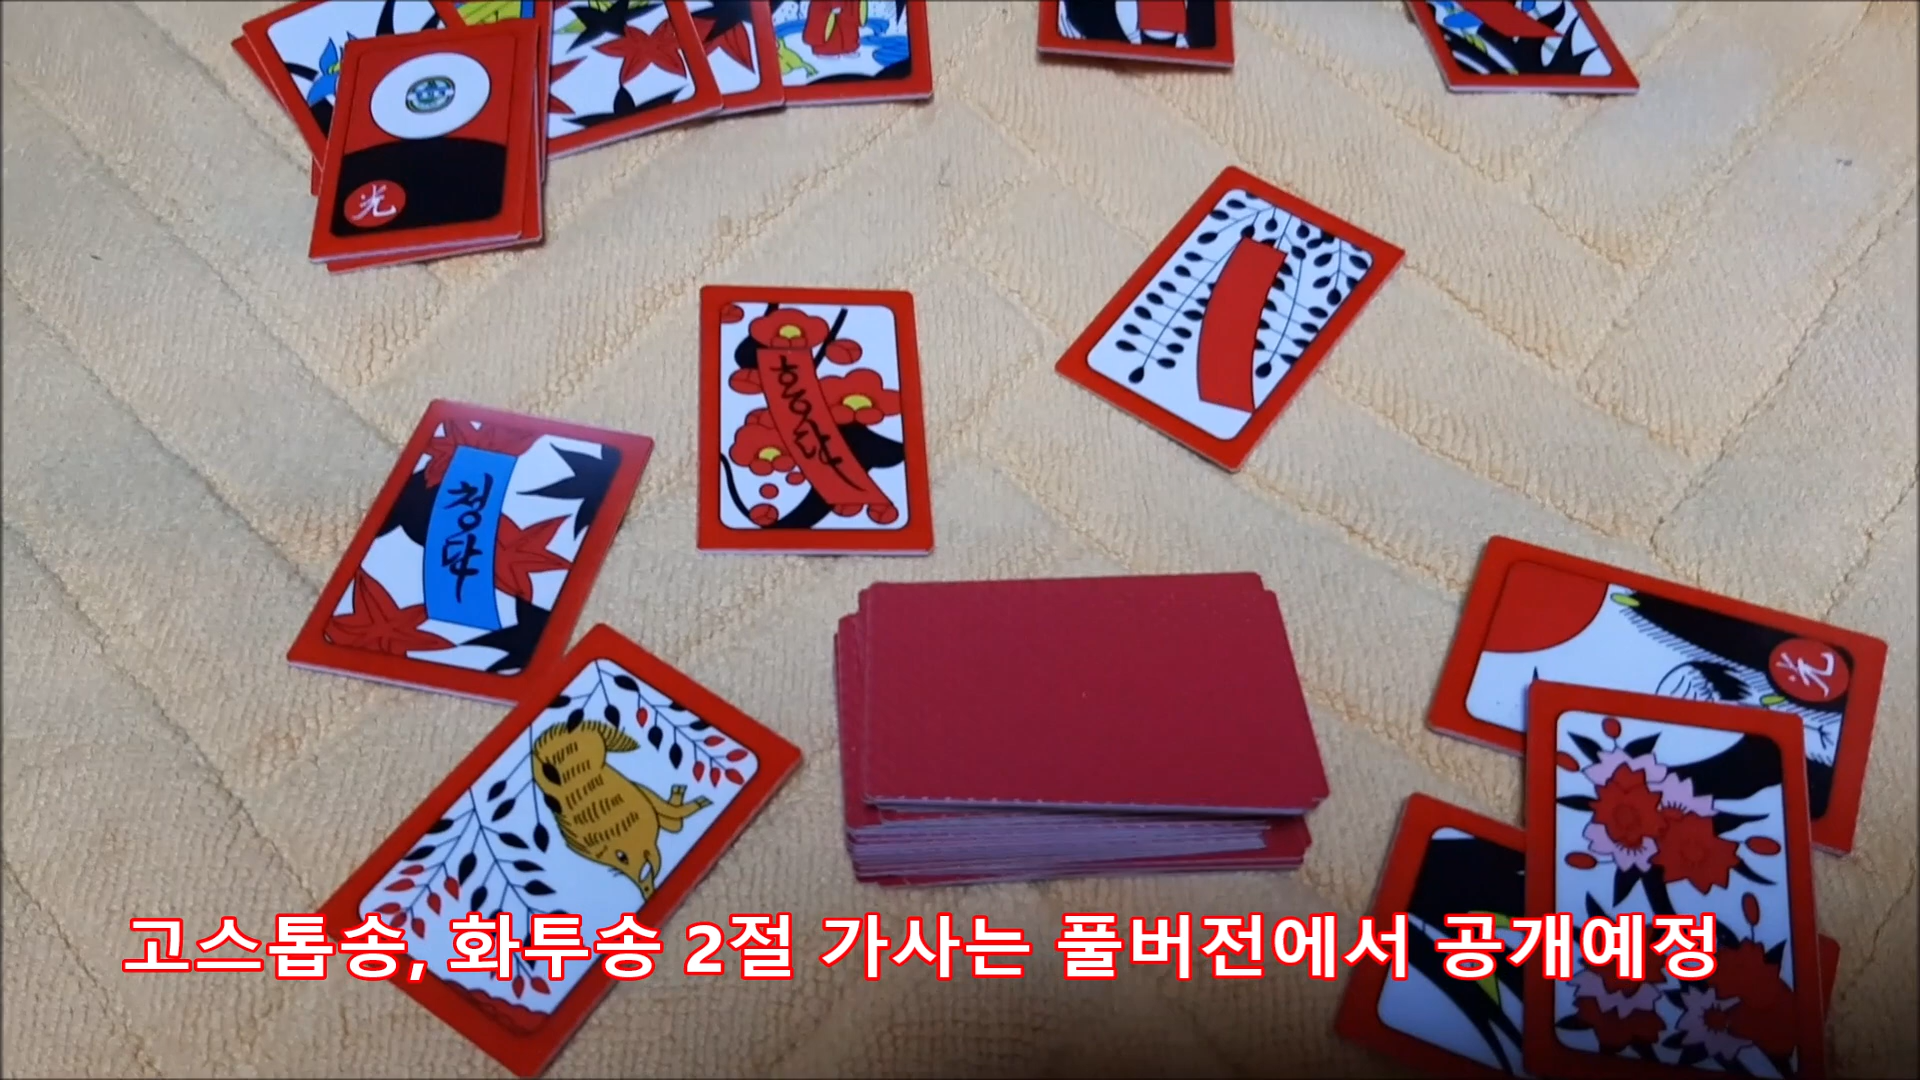 光
홍단
청단
光
고스톱송, 화투송 2절 가사는 풀버전에서 공개예정